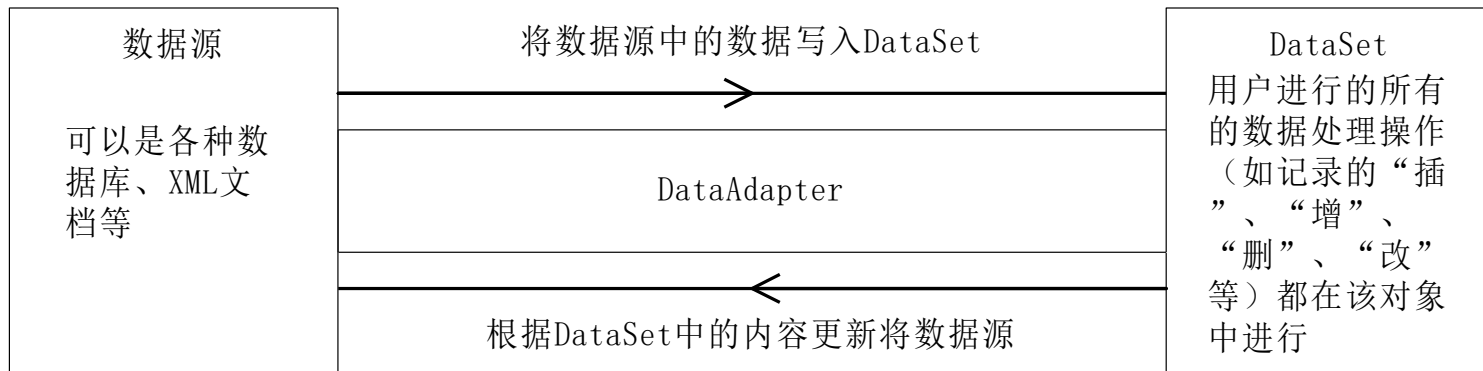 数据源
可以是各种数
据库、XML文
档等
将数据源中的数据写入DataSet
DataAdapter
根据DataSet中的内容更新将数据源
DataSet
用户进行的所有
的数据处理操作
（如记录的“插
”、“增”、
“删”、“改”
等）都在该对象
中进行